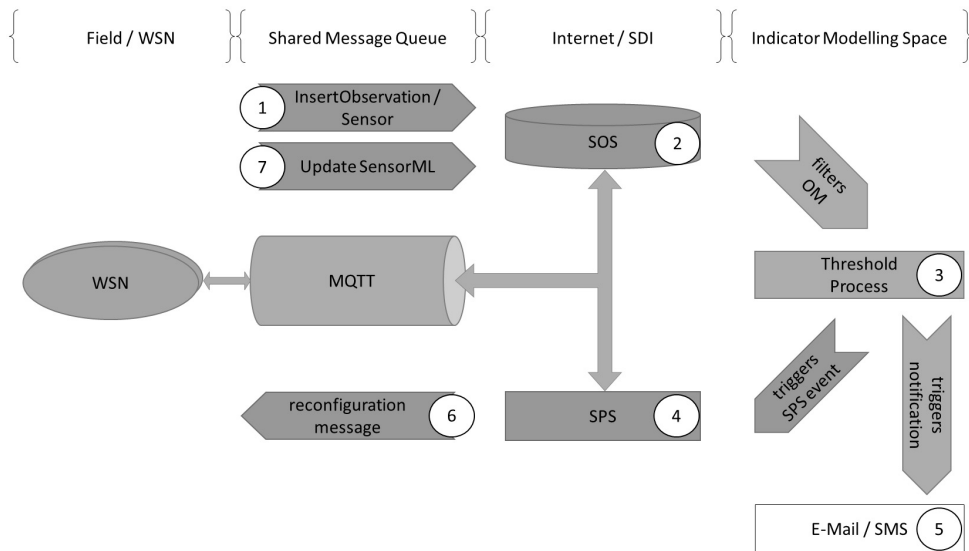 Field / WSN
Shared Message Queue
Internet / SDI
Indicator Modelling Space
1
InsertObservation /
Sensor
7
Update SensorML
SOS
2
filters
OM
WSN
MQTT
Threshold
Process
3
reconfiguration
message
6
SPS
4
triggers
SPS event
triggers
notification
E-Mail / SMS
5